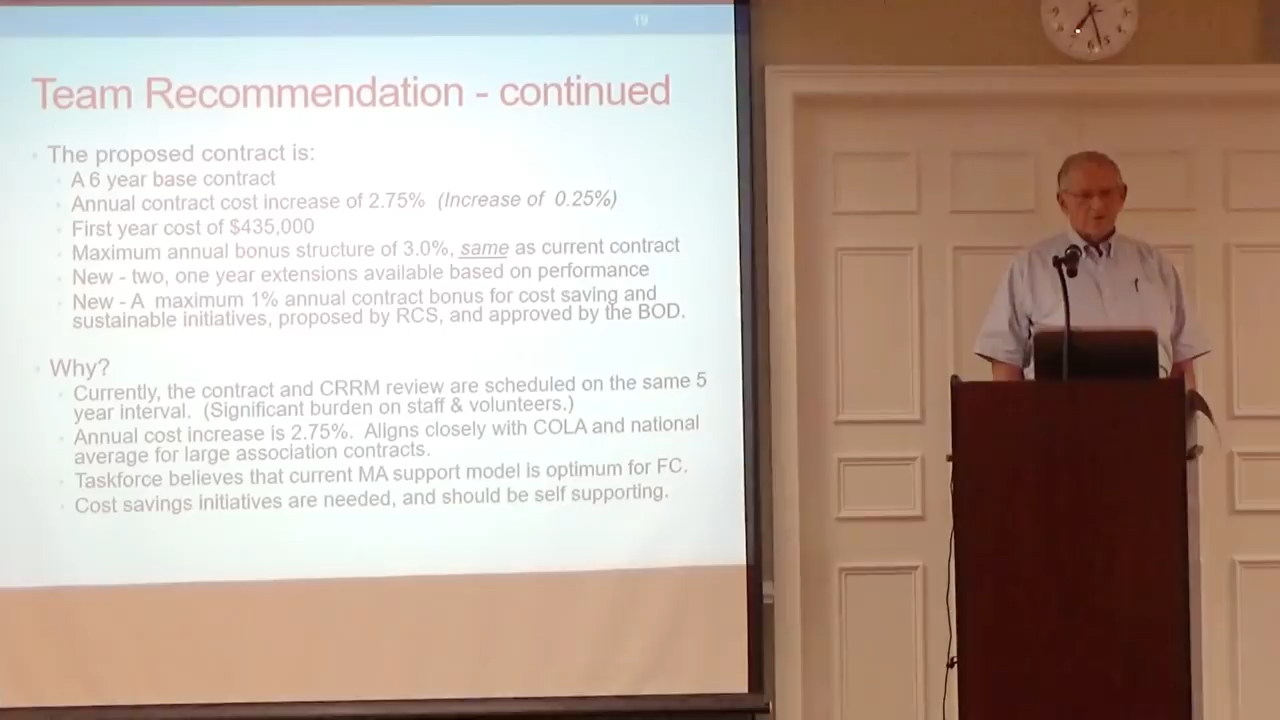 19
Team Recommendation - continued
The proposed contract is:
A 6 year base contract
Annual contract cost increase of 2.75% (Increase of 0.25%)
First year cost of $435,000
Maximum annual bonus structure of 3.0%, same as current contract
New - two, one year extensions available based on performance
New - A maximum 1% annual contract bonus for cost saving and
sustainable initiatives, proposed by RCS, and approved by the BOD.
Why?
Currently, the contract and CRRM review are scheduled on the same 5
year interval. (Significant burden on staff & volunteers.)
Annual cost increase is 2.75%. Aligns closely with COLA and national
average for large association contracts.
Taskforce believes that current MA support model is optimum for FC.
Cost savings initiatives are needed, and should be self supporting.